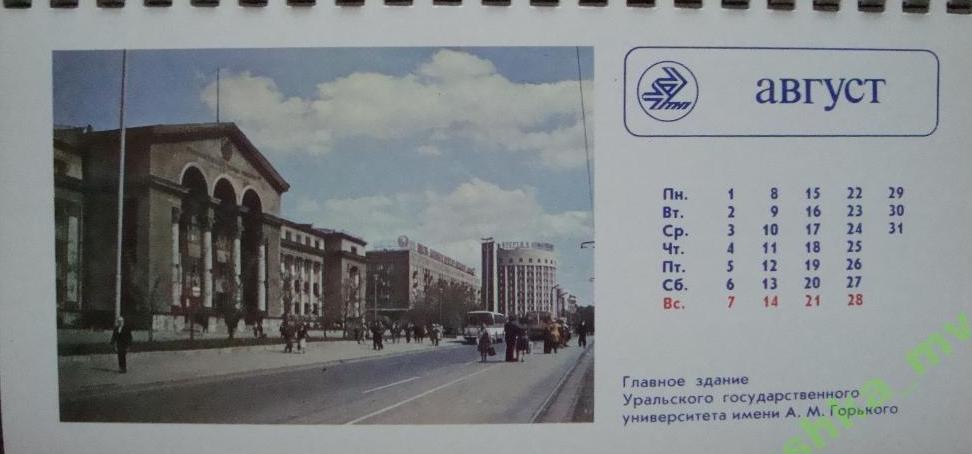 август
ТМП
Пн. 1 8 15 22 29
Вт. 2 9 16 23 30
Ср. 3 10 17 24 31
Чт. 4 11 18 25
Пт. 5 12 19 26
Сб. 6 13 20 27
Вс. 7 14 21 28
Главное здание
Уральского государственного
университета имени А. М. Горького